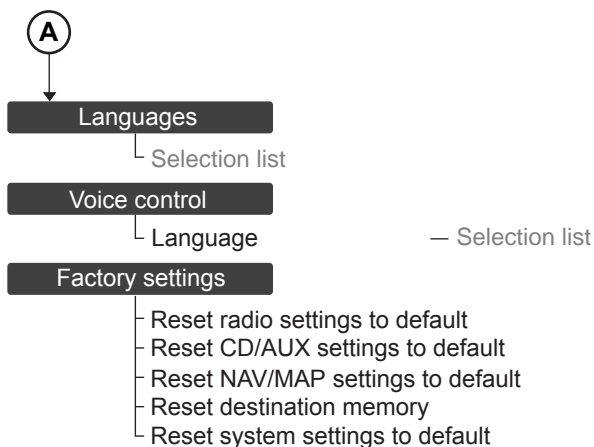 A
Languages
Selection list
Voice control
Language — Selection list
Factory settings
Reset radio settings to default
Reset CD/AUX settings to default
Reset NAV/MAP settings to default
Reset destination memory
Reset system settings to default